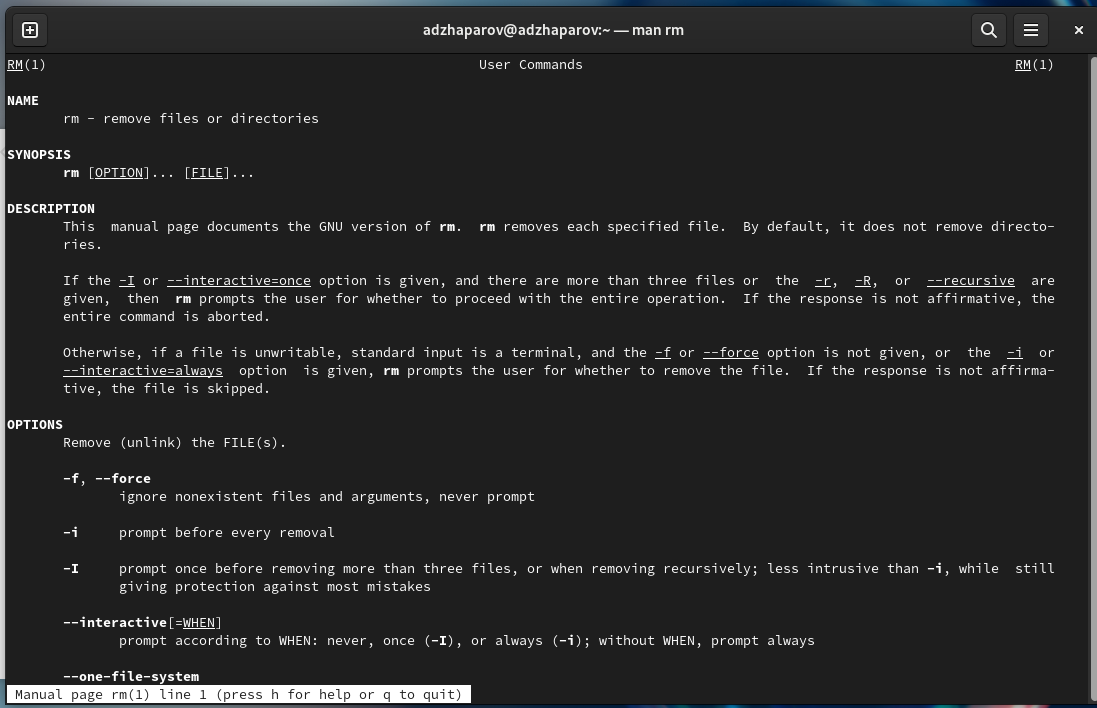 adzhaparov@adzhaparov:~ — man rm
RM(1) User Commands RM(1)
NAME
rm - remove files or directories
SYNOPSIS
rm [OPTION]... [FILE]...
DESCRIPTION
This manual page documents the GNU version of rm. rm removes each specified file. By default, it does not remove directo-
ries.
If the -I or --interactive=once option is given, and there are more than three files or the -r, -R, or --recursive are
given, then rm prompts the user for whether to proceed with the entire operation. If the response is not affirmative, the
entire command is aborted.
Otherwise, if a file is unwritable, standard input is a terminal, and the -f or --force option is not given, or the -i or
--interactive=always option is given, rm prompts the user for whether to remove the file. If the response is not affirma-
tive, the file is skipped.
OPTIONS
Remove (unlink) the FILE(s).
-f, --force
ignore nonexistent files and arguments, never prompt
-i prompt before every removal
-I prompt once before removing more than three files, or when removing recursively; less intrusive than -i, while still
giving protection against most mistakes
--interactive[=WHEN]
prompt according to WHEN: never, once (-I), or always (-i); without WHEN, prompt always
--one-file-system
Manual page rm(1) line 1 (press h for help or q to quit)